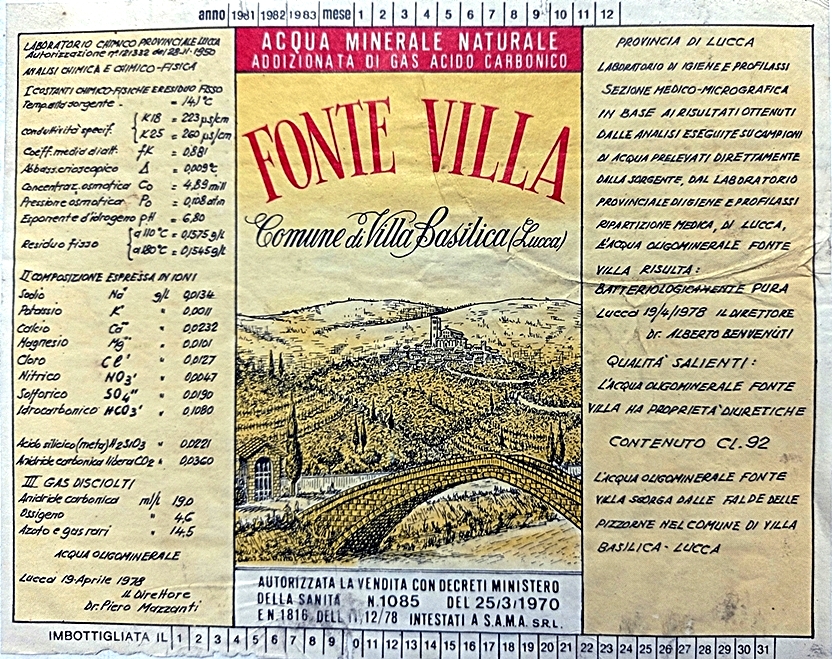 anno 1981 1982 1983 mese 1 2 3 4 5 6 7 8 9 10 11 12
LABORATORIO CHIMICO PROVINCIALE LUCCA
Autorizzazione n° 121332 del 28-11-1950
ANALISI CHIMICA E CHIMICO-FISICA
I COSTANTI CHIMICO-FISICHE E RESIDUO FISSO
Temp. alla sorgente - = 14,1 °C
conducività specif. { K18 = 223 µs/cm
K25 = 260 µs/cm
Coeff. medio di att. fK = 0,881
Abbass. crioscopico Δ = 0,009°C
Concentraz. osmotica Co = 4,89 mill
Pressione osmotica Po = 0,108 atm
Esponente d'idrogeno pH = 6,80
Residuo fisso { a 110°C = 0,1575 g/L
a 180°C = 0,1545 g/L
II COMPOSIZIONE ESPRESSA IN IONI
Sodio Na˙ g/L 0,0134
Potassio K˙ " 0,0011
Calcio Ca¨ " 0,0232
Magnesio Mg¨ " 0,0101
Cloro Cl' " 0,0127
Nitrico NO3' " 0,0047
Solforico SO4" " 0,0190
Idrocarbonico HCO3' " 0,1080
Acido silicico (meta) H2SiO3 " 0,0221
Anidride carbonica libera CO2 " 0,0360
III GAS DISCIOLTI
Anidride carbonica ml/L 19,0
Ossigeno " 4,6
Azoto e gas rari " 14,5
ACQUA OLIGOMINERALE
Lucca 19 Aprile 1978
IL Direttore
Dr. Piero Mazzanti
ACQUA MINERALE NATURALE
ADDIZIONATA DI GAS ACIDO CARBONICO
FONTE VILLA
Comune di Villa Basilica (Lucca)
AUTORIZZATA LA VENDITA CON DECRETI MINISTERO
DELLA SANITÀ N.1085 DEL 25/3/1970
E N. 1816 DELL' 11/12/78 INTESTATI A S.A.M.A. S.R.L.
PROVINCIA DI LUCCA
LABORATORIO DI IGIENE E PROFILASSI
SEZIONE MEDICO-MICROGRAFICA
IN BASE AI RISULTATI OTTENUTI
DALLE ANALISI ESEGUITE SU CAMPIONI
DI ACQUA PRELEVATI DIRETTAMENTE
DALLA SORGENTE, DAL LABORATORIO
PROVINCIALE DI IGIENE E PROFILASSI
RIPARTIZIONE MEDICA, DI LUCCA,
L'ACQUA OLIGOMINERALE FONTE
VILLA RISULTA:
BATTERIOLOGICAMENTE PURA
Lucca 19/4/1978 IL DIRETTORE
Dr. ALBERTO BENVENUTI
QUALITÀ SALIENTI:
L'ACQUA OLIGOMINERALE FONTE
VILLA HA PROPRIETÀ DIURETICHE
CONTENUTO Cl. 92
L'ACQUA OLIGOMINERALE FONTE
VILLA SGORGA DALLE FALDE DELLE
PIZZORNE NEL COMUNE DI VILLA
BASILICA - LUCCA
IMBOTTIGLIATA IL 1 2 3 4 5 6 7 8 9 0 11 12 13 14 15 16 17 18 19 20 21 22 23 24 25 26 27 28 29 30 31